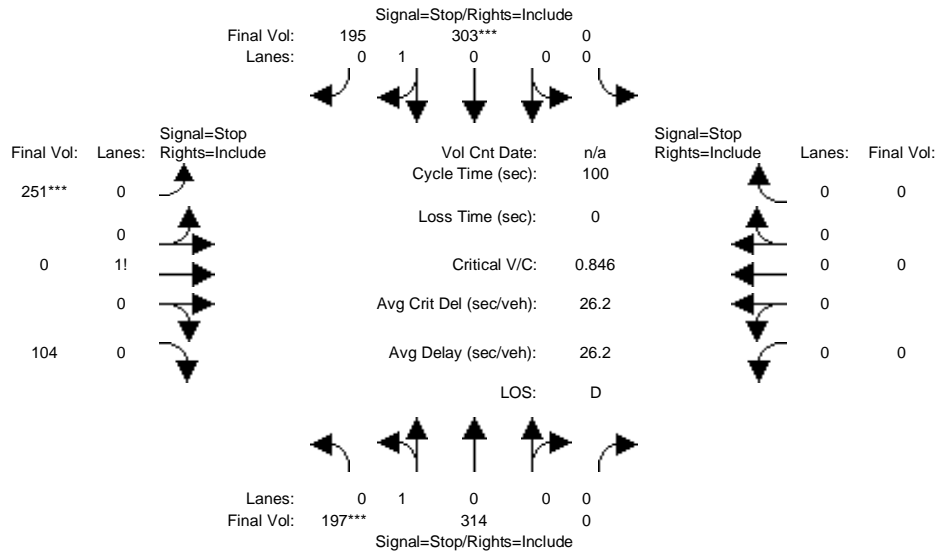 Signal=Stop/Rights=Include
Final Vol: 195 303*** 0
Lanes: 0 1 0 0 0
Signal=Stop Signal=Stop
Final Vol: Lanes: Rights=Include Vol Cnt Date: n/a Rights=Include Lanes: Final Vol:
Cycle Time (sec): 100
251*** 0 0 0
Loss Time (sec): 0
0 0
0 1! Critical V/C: 0.846 0 0
0 Avg Crit Del (sec/veh): 26.2 0
104 0 Avg Delay (sec/veh): 26.2 0 0
LOS: D
Lanes: 0 1 0 0 0
Final Vol: 197*** 314 0
Signal=Stop/Rights=Include